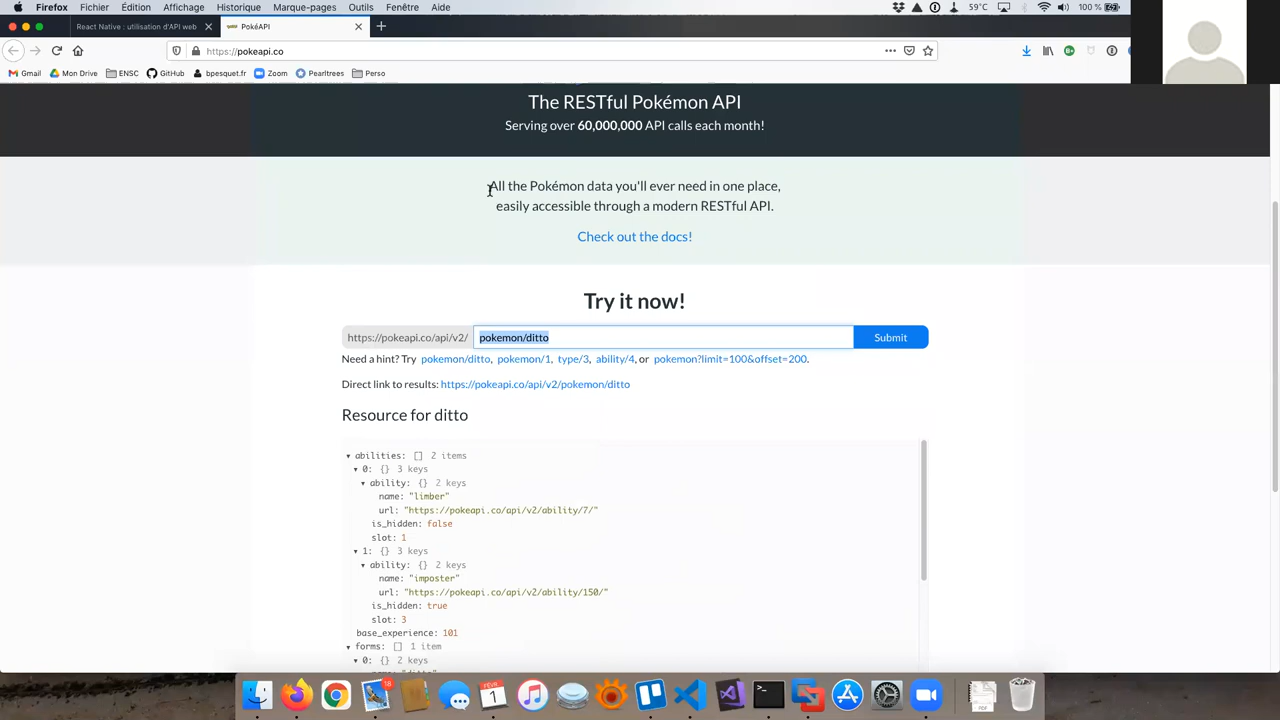 Firefox Fichier Édition Affichage Historique Marque-pages Outils Fenêtre Aide 59°C 100 %
React Native : utilisation d'API web PokéAPI
https://pokeapi.co
Gmail Mon Drive ENSC GitHub bpesquet.fr Zoom Pearltrees Perso
The RESTful Pokémon API
Serving over 60,000,000 API calls each month!
All the Pokémon data you'll ever need in one place,
easily accessible through a modern RESTful API.
Check out the docs!
Try it now!
https://pokeapi.co/api/v2/ pokemon/ditto Submit
Need a hint? Try pokemon/ditto, pokemon/1, type/3, ability/4, or pokemon?limit=100&offset=200.
Direct link to results: https://pokeapi.co/api/v2/pokemon/ditto
Resource for ditto
abilities: [] 2 items
0: {} 3 keys
ability: {} 2 keys
name: "limber"
url: "https://pokeapi.co/api/v2/ability/7/"
is_hidden: false
slot: 1
1: {} 3 keys
ability: {} 2 keys
name: "imposter"
url: "https://pokeapi.co/api/v2/ability/150/"
is_hidden: true
slot: 3
base_experience: 101
forms: [] 1 item
0: {} 2 keys